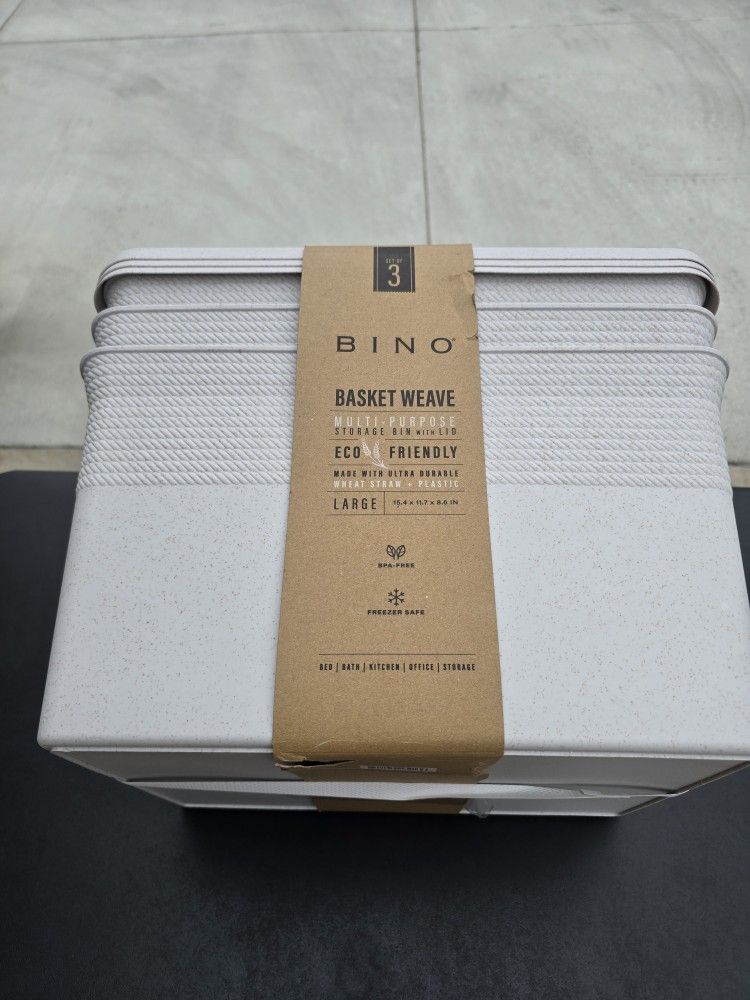 SET OF
3
BINO®
BASKET WEAVE
MULTI-PURPOSE
STORAGE BIN WITH LID
ECO FRIENDLY
MADE WITH ULTRA DURABLE
WHEAT STRAW + PLASTIC
LARGE 15.4 x 11.7 x 8.6 IN
BPA-FREE
FREEZER SAFE
BED | BATH | KITCHEN | OFFICE | STORAGE